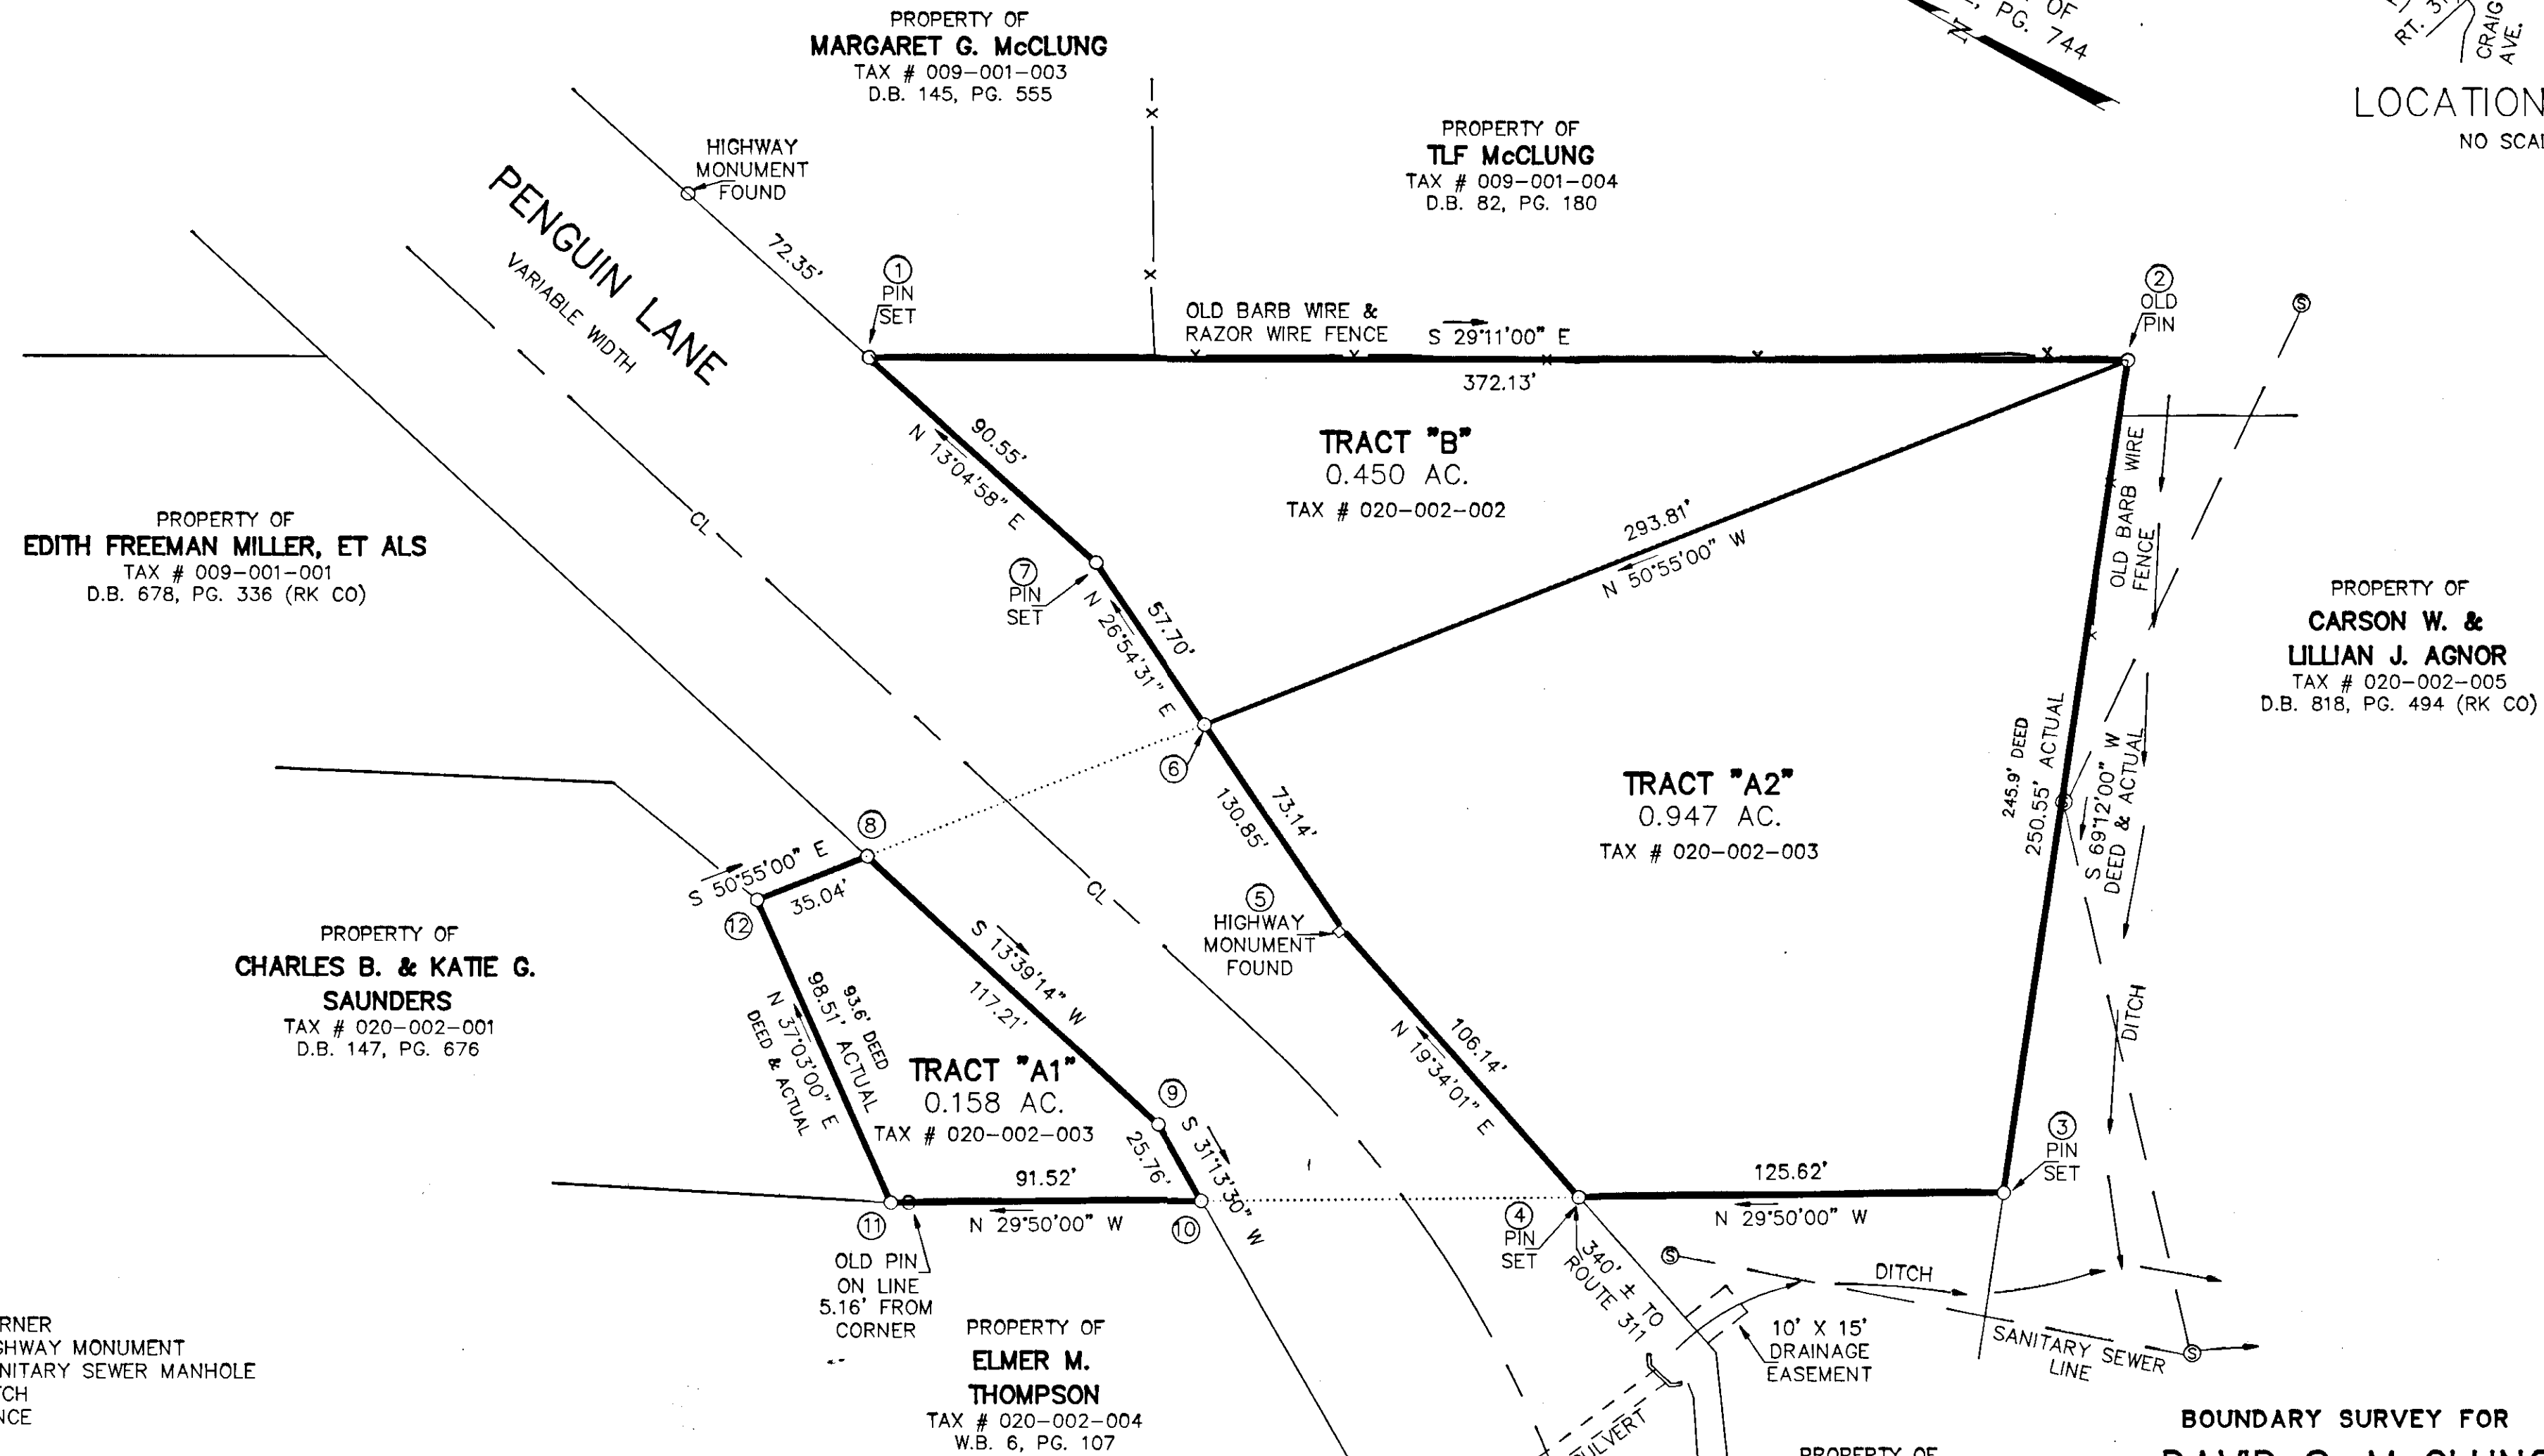 PROPERTY OF
MARGARET G. McCLUNG
TAX # 009-001-003
D.B. 145, PG. 555
OF
PG. 744
N
RT.
CRAIG
AVE.
LOCATION
NO
HIGHWAY
MONUMENT
FOUND
PROPERTY OF
TLF McCLUNG
TAX # 009-001-004
D.B. 82, PG. 180
PENGUIN LANE
VARIABLE WIDTH
72.35'
1
PIN
SET
OLD BARB WIRE &
RAZOR WIRE FENCE
S 29°11'00" E
372.13'
2
OLD
PIN
S
90.55'
N 13°04'58" E
TRACT "B"
0.450 AC.
TAX # 020-002-002
293.81'
N 50°55'00" W
OLD BARB WIRE
FENCE
CL
PROPERTY OF
EDITH FREEMAN MILLER, ET ALS
TAX # 009-001-001
D.B. 678, PG. 336 (RK CO)
7
PIN
SET
57.70'
N 26°54'31" E
PROPERTY OF
CARSON W. &
LILLIAN J. AGNOR
TAX # 020-002-005
D.B. 818, PG. 494 (RK CO)
6
73.14'
130.85'
TRACT "A2"
0.947 AC.
TAX # 020-002-003
245.9' DEED
250.55' ACTUAL
S 69°12'00" W
DEED & ACTUAL
S
8
S 50°55'00" E
35.04'
12
CL
5
HIGHWAY
MONUMENT
FOUND
PROPERTY OF
CHARLES B. & KATIE G.
SAUNDERS
TAX # 020-002-001
D.B. 147, PG. 676
S 13°39'14" W
117.21'
93.6' DEED
98.51' ACTUAL
N 37°03'00" E
DEED & ACTUAL
106.14'
N 19°34'01" E
DITCH
TRACT "A1"
0.158 AC.
TAX # 020-002-003
9
S 31°13'30" W
25.76'
3
PIN
SET
91.52'
N 29°50'00" W
125.62'
N 29°50'00" W
11
10
4
PIN
SET
OLD PIN
ON LINE
5.16' FROM
CORNER
340' ± TO
ROUTE 311
S
DITCH
10' X 15'
DRAINAGE
EASEMENT
SANITARY SEWER
LINE
S
PROPERTY OF
ELMER M.
THOMPSON
TAX # 020-002-004
W.B. 6, PG. 107
MONUMENT
SEWER MANHOLE
BOUNDARY SURVEY FOR
PROPERTY OF